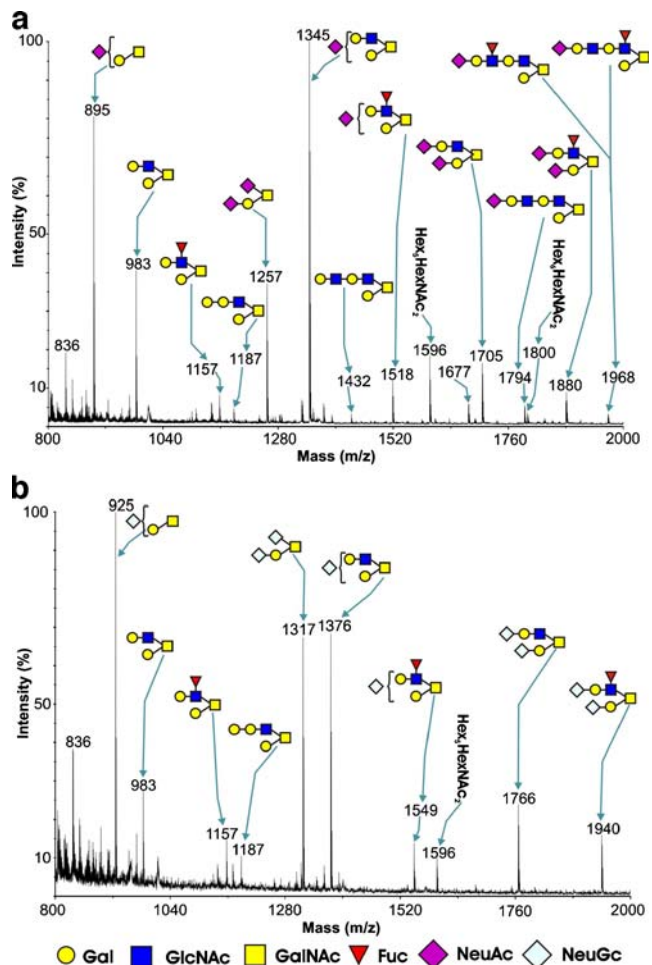 a
100
50
10
Intensity (%)
895
1345
983
1257
836
1157
1187
1432
1518
Hex₅HexNAc₂
1596
1677
1705
1794
Hex₆HexNAc₂
1800
1880
1968
800 1040 1280 1520 1760 2000
Mass (m/z)
b
100
50
10
Intensity (%)
925
1317
1376
836
983
1157
1187
1549
Hex₅HexNAc₂
1596
1766
1940
800 1040 1280 1520 1760 2000
Mass (m/z)
Gal GlcNAc GalNAc Fuc NeuAc NeuGc